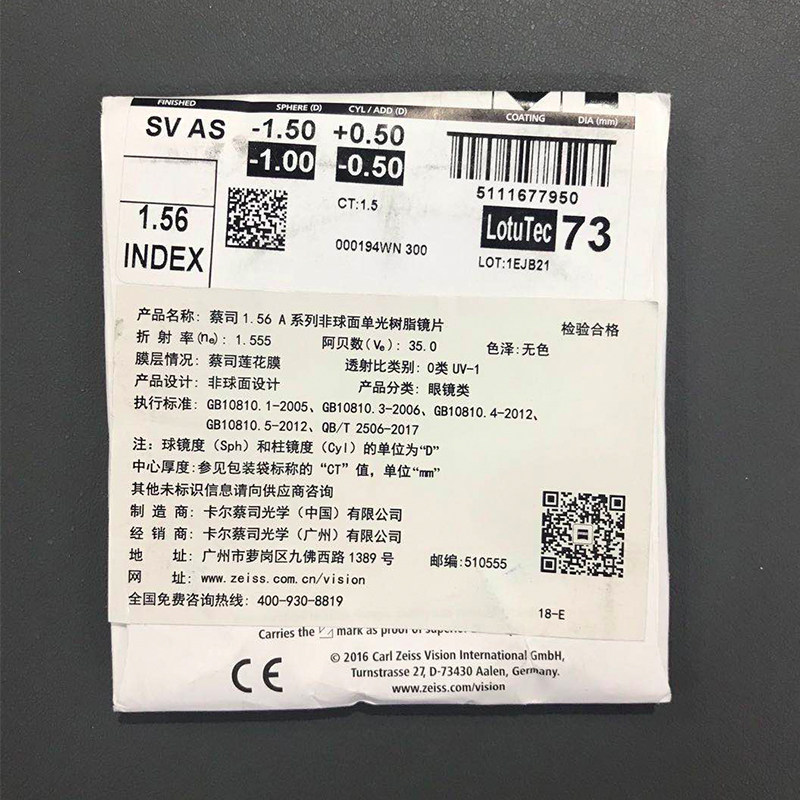 FINISHED SPHERE (D) CYL / ADD (D) COATING DIA (mm)
SV AS -1.50 +0.50
-1.00 -0.50
5111677950
CT:1.5
1.56
INDEX
LotuTec 73
000194WN 300
LOT:1EJB21
产品名称: 蔡司1.56 A系列非球面单光树脂镜片
检验合格
折 射 率(ne): 1.555 阿贝数(Ve): 35.0 色泽:无色
膜层情况: 蔡司莲花膜 透射比类别: 0类 UV-1
产品设计: 非球面设计 产品分类: 眼镜类
执行标准: GB10810.1-2005、GB10810.3-2006、GB10810.4-2012、
GB10810.5-2012、QB/T 2506-2017
注: 球镜度(Sph)和柱镜度(Cyl)的单位为“D”
中心厚度:参见包装袋标称的“CT”值, 单位“mm”
其他未标识信息请向供应商咨询
制 造 商: 卡尔蔡司光学(中国)有限公司
经 销 商: 卡尔蔡司光学(广州)有限公司
地 址: 广州市萝岗区九佛西路1389号 邮编:510555
网 址: www.zeiss.com.cn/vision
全国免费咨询热线: 400-930-8819
18-E
Carries the mark as proof of
CE
© 2016 Carl Zeiss Vision International GmbH,
Turnstrasse 27, D-73430 Aalen, Germany.
www.zeiss.com/vision